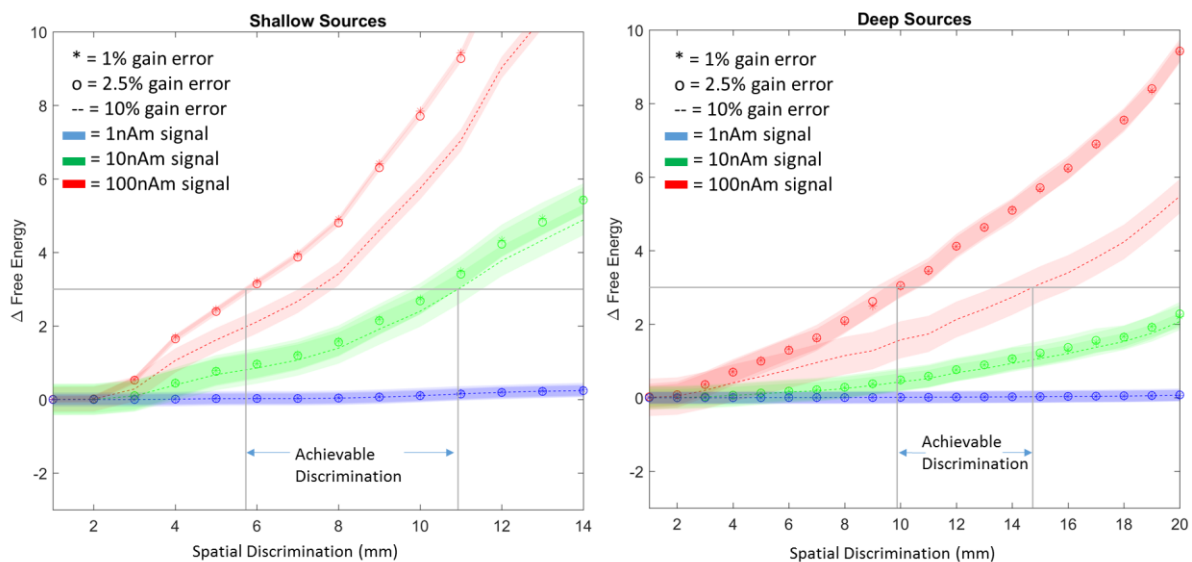 Shallow Sources
* = 1% gain error
o = 2.5% gain error
-- = 10% gain error
= 1nAm signal
= 10nAm signal
= 100nAm signal
Δ Free Energy
10
8
6
4
2
0
-2
Achievable
Discrimination
2 4 6 8 10 12 14
Spatial Discrimination (mm)
Deep Sources
* = 1% gain error
o = 2.5% gain error
-- = 10% gain error
= 1nAm signal
= 10nAm signal
= 100nAm signal
Δ Free Energy
10
8
6
4
2
0
-2
Achievable
Discrimination
2 4 6 8 10 12 14 16 18 20
Spatial Discrimination (mm)